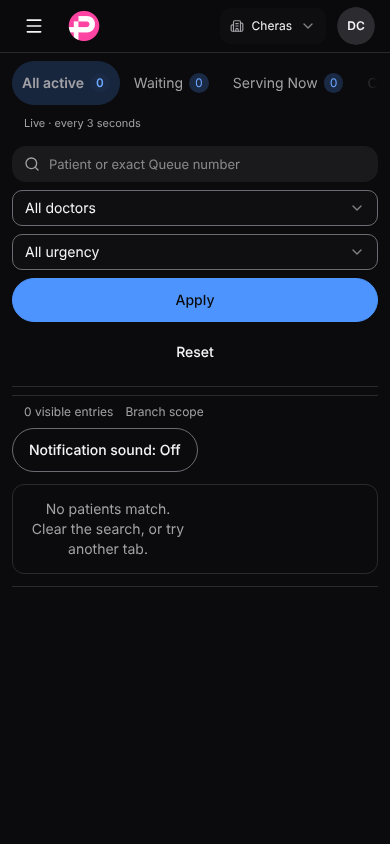 Cheras
DC
All active 0
Waiting 0
Serving Now 0
Live · every 3 seconds
Patient or exact Queue number
All doctors
All urgency
Apply
Reset
0 visible entries Branch scope
Notification sound: Off
No patients match.
Clear the search, or try
another tab.